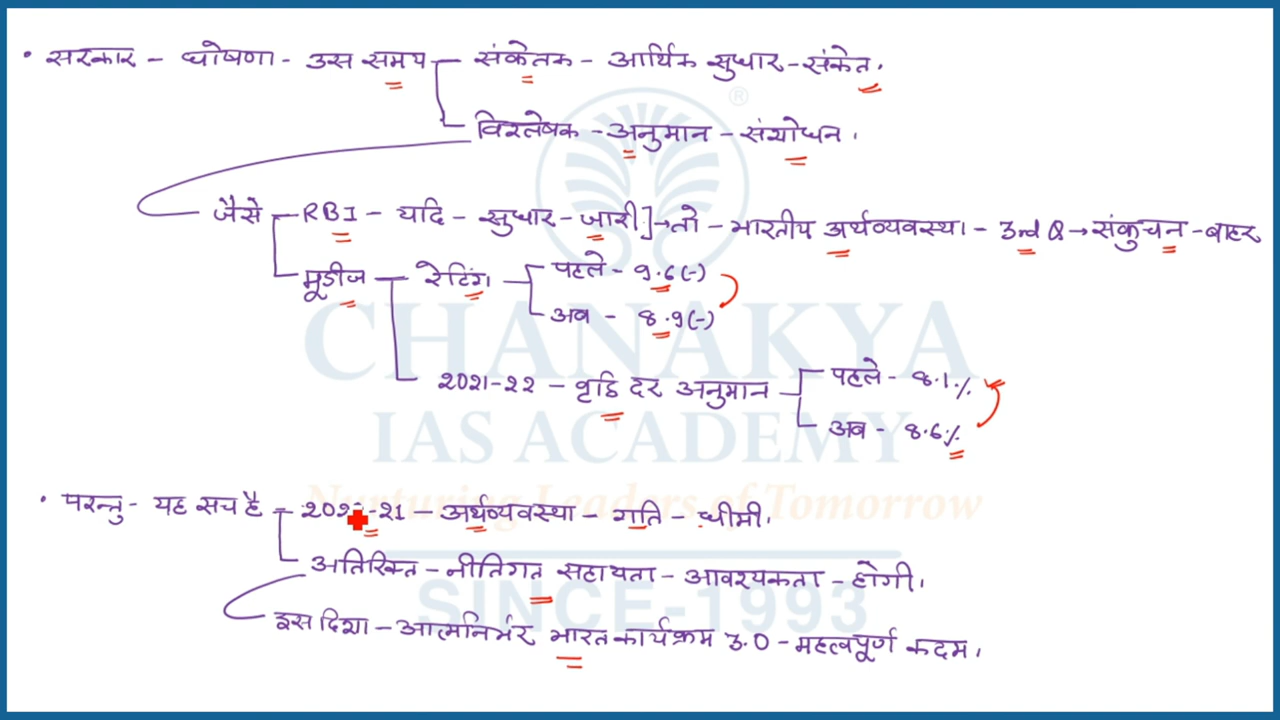 • सरकार - घोषणा - उस समय - संकेतक - आर्थिक सुधार - संकेत।
विश्लेषक - अनुमान - संशोधन।
जैसे - RBI - यदि - सुधार - जारी] → तो - भारतीय अर्थव्यवस्था - 3rd Q → संकुचन - बाहर
मूडीज - रेटिंग - पहले - 9.6(-)
अब - 8.9(-)
2021-22 - वृद्धि दर अनुमान - पहले - 8.1%
अब - 8.6%
• परन्तु - यह सच है - 2020-21 - अर्थव्यवस्था - गति - धीमी।
अतिरिक्त - नीतिगत सहायता - आवश्यकता - होगी।
इस दिशा - आत्मनिर्भर भारत कार्यक्रम 3.0 - महत्वपूर्ण कदम।
CHANAKYA
IAS ACADEMY
Nurturing Leaders of Tomorrow
SINCE-1993
®